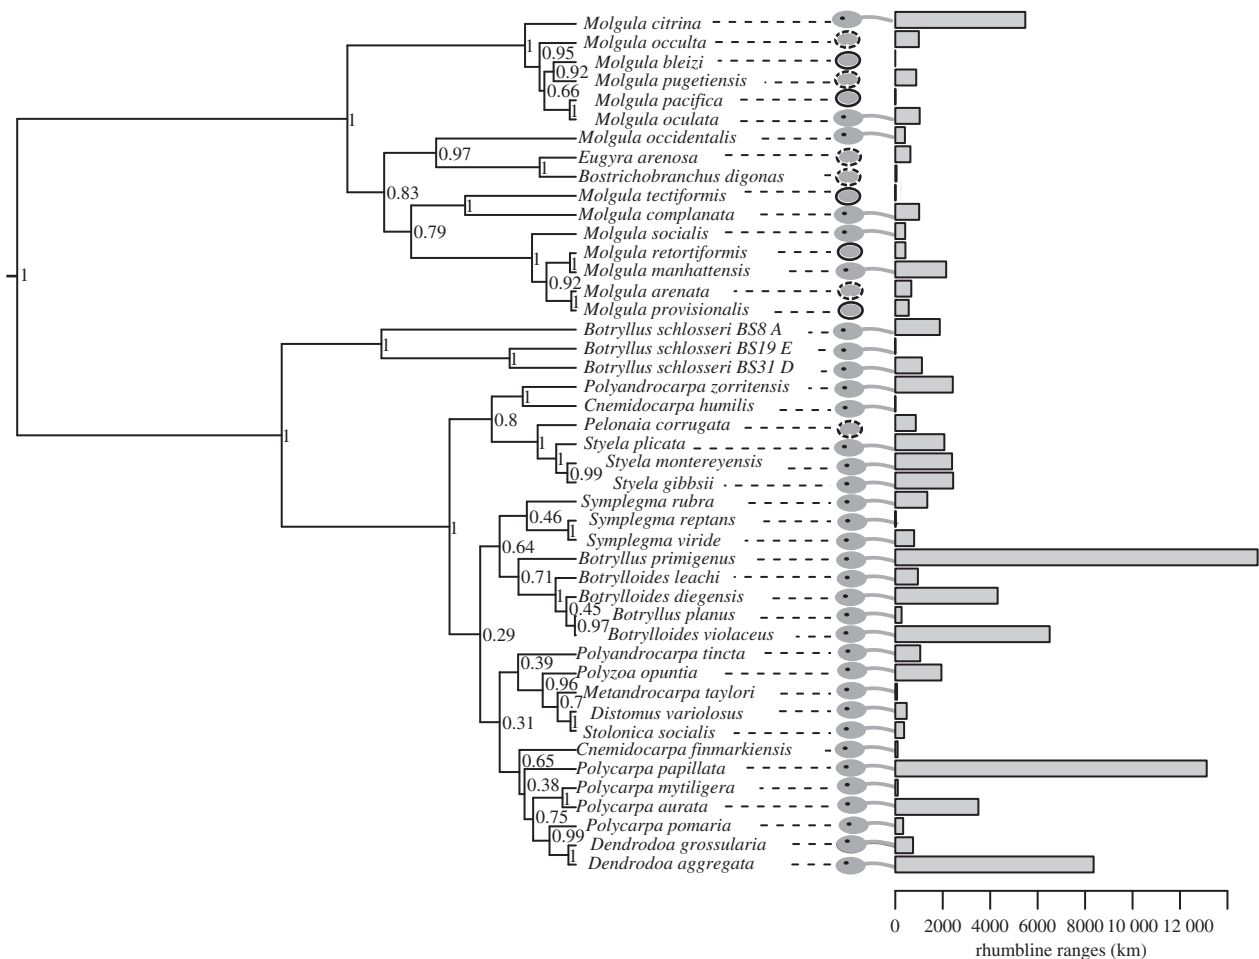 Molgula citrina
Molgula occulta
0.95
1
Molgula bleizi
0.92
Molgula pugetiensis
0.66
Molgula pacifica
1
Molgula oculata
1
Molgula occidentalis
0.97
Eugyra arenosa
1
Bostrichobranchus digonas
0.83
Molgula tectiformis
1
Molgula complanata
0.79
Molgula socialis
1
Molgula retortiformis
1
Molgula manhattensis
0.92
Molgula arenata
1
Molgula provisionalis
1
Botryllus schlosseri BS8 A
1
Botryllus schlosseri BS19 E
1
Botryllus schlosseri BS31 D
Polyandrocarpa zorritensis
1
Cnemidocarpa humilis
0.8
Pelonaia corrugata
1
1
Styela plicata
1
Styela montereyensis
0.99
Styela gibbsii
Symplegma rubra
0.46
Symplegma reptans
1
1
Symplegma viride
0.64
Botryllus primigenus
0.71
Botrylloides leachi
1
Botrylloides diegensis
0.45
Botryllus planus
0.97
Botrylloides violaceus
0.29
Polyandrocarpa tincta
0.39
Polyzoa opuntia
0.96
Metandrocarpa taylori
0.7
Distomus variolosus
0.31
1
Stolonica socialis
Cnemidocarpa finmarkiensis
0.65
Polycarpa papillata
0.38
Polycarpa mytiligera
1
Polycarpa aurata
0.75
Polycarpa pomaria
0.99
Dendrodoa grossularia
1
Dendrodoa aggregata
0 2000 4000 6000 8000 10 000 12 000
rhumbline ranges (km)